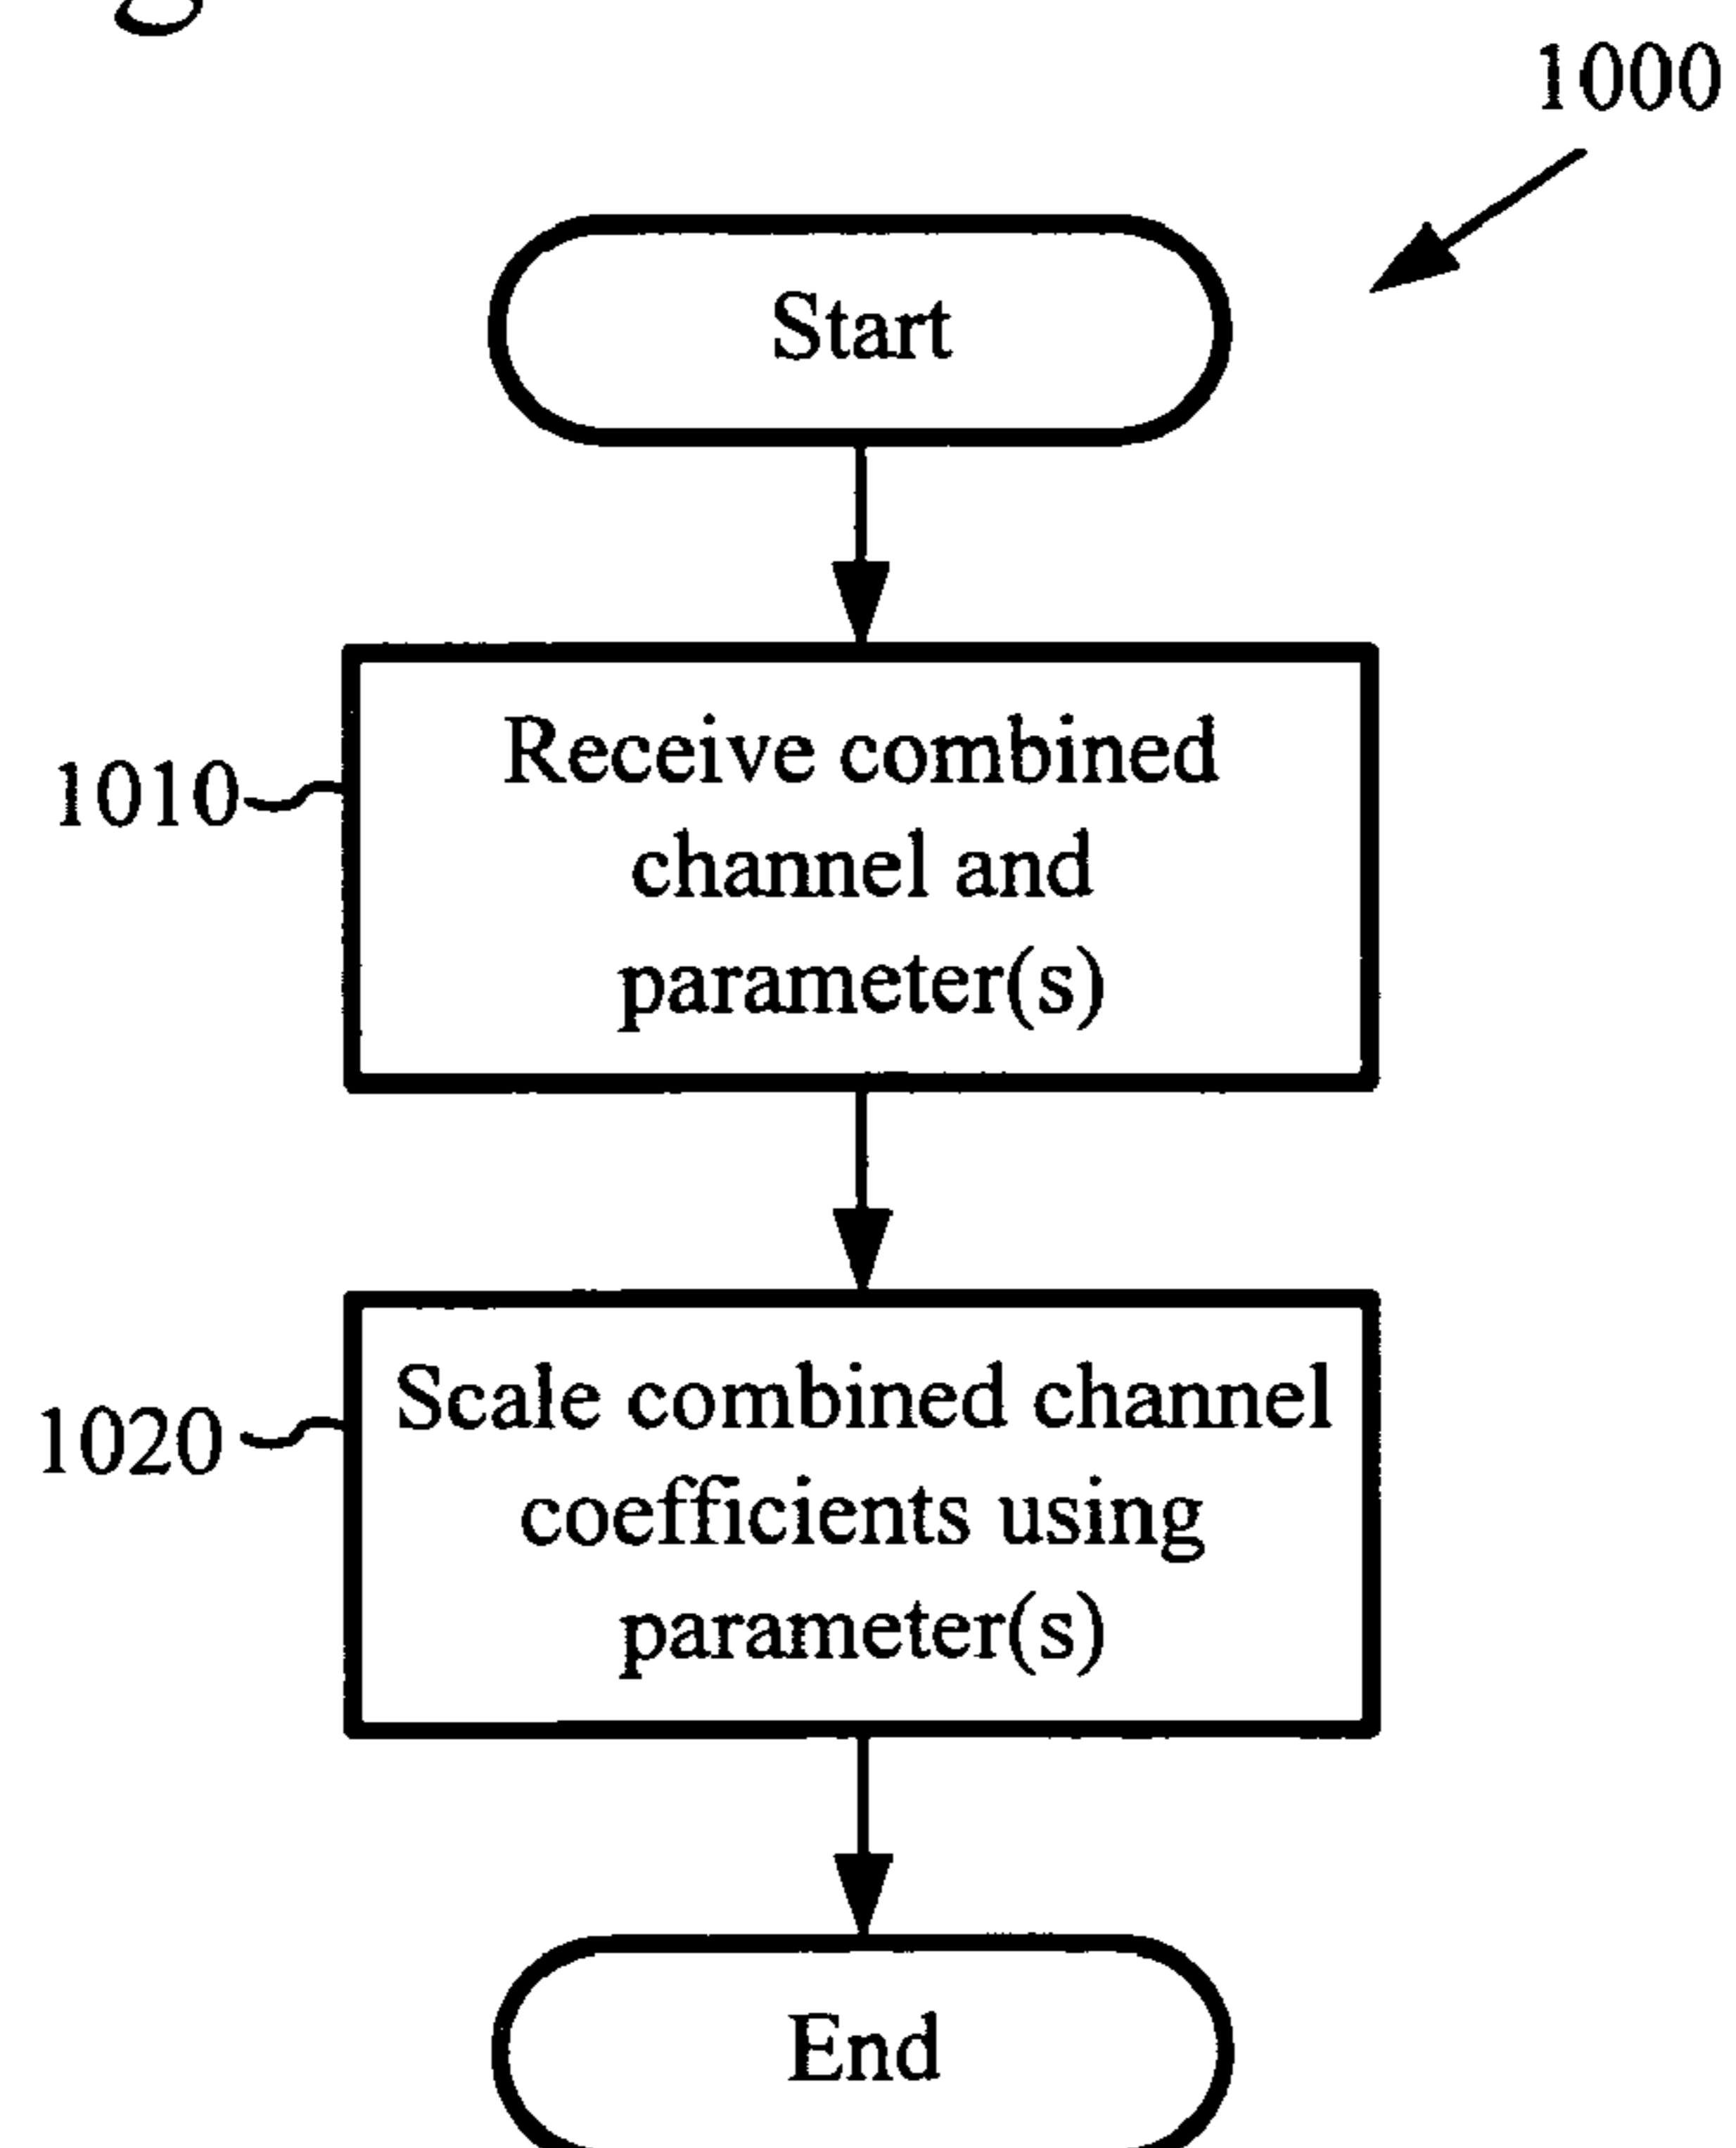 1000
Start
1010
Receive combined
channel and
parameter(s)
1020
Scale combined channel
coefficients using
parameter(s)
End